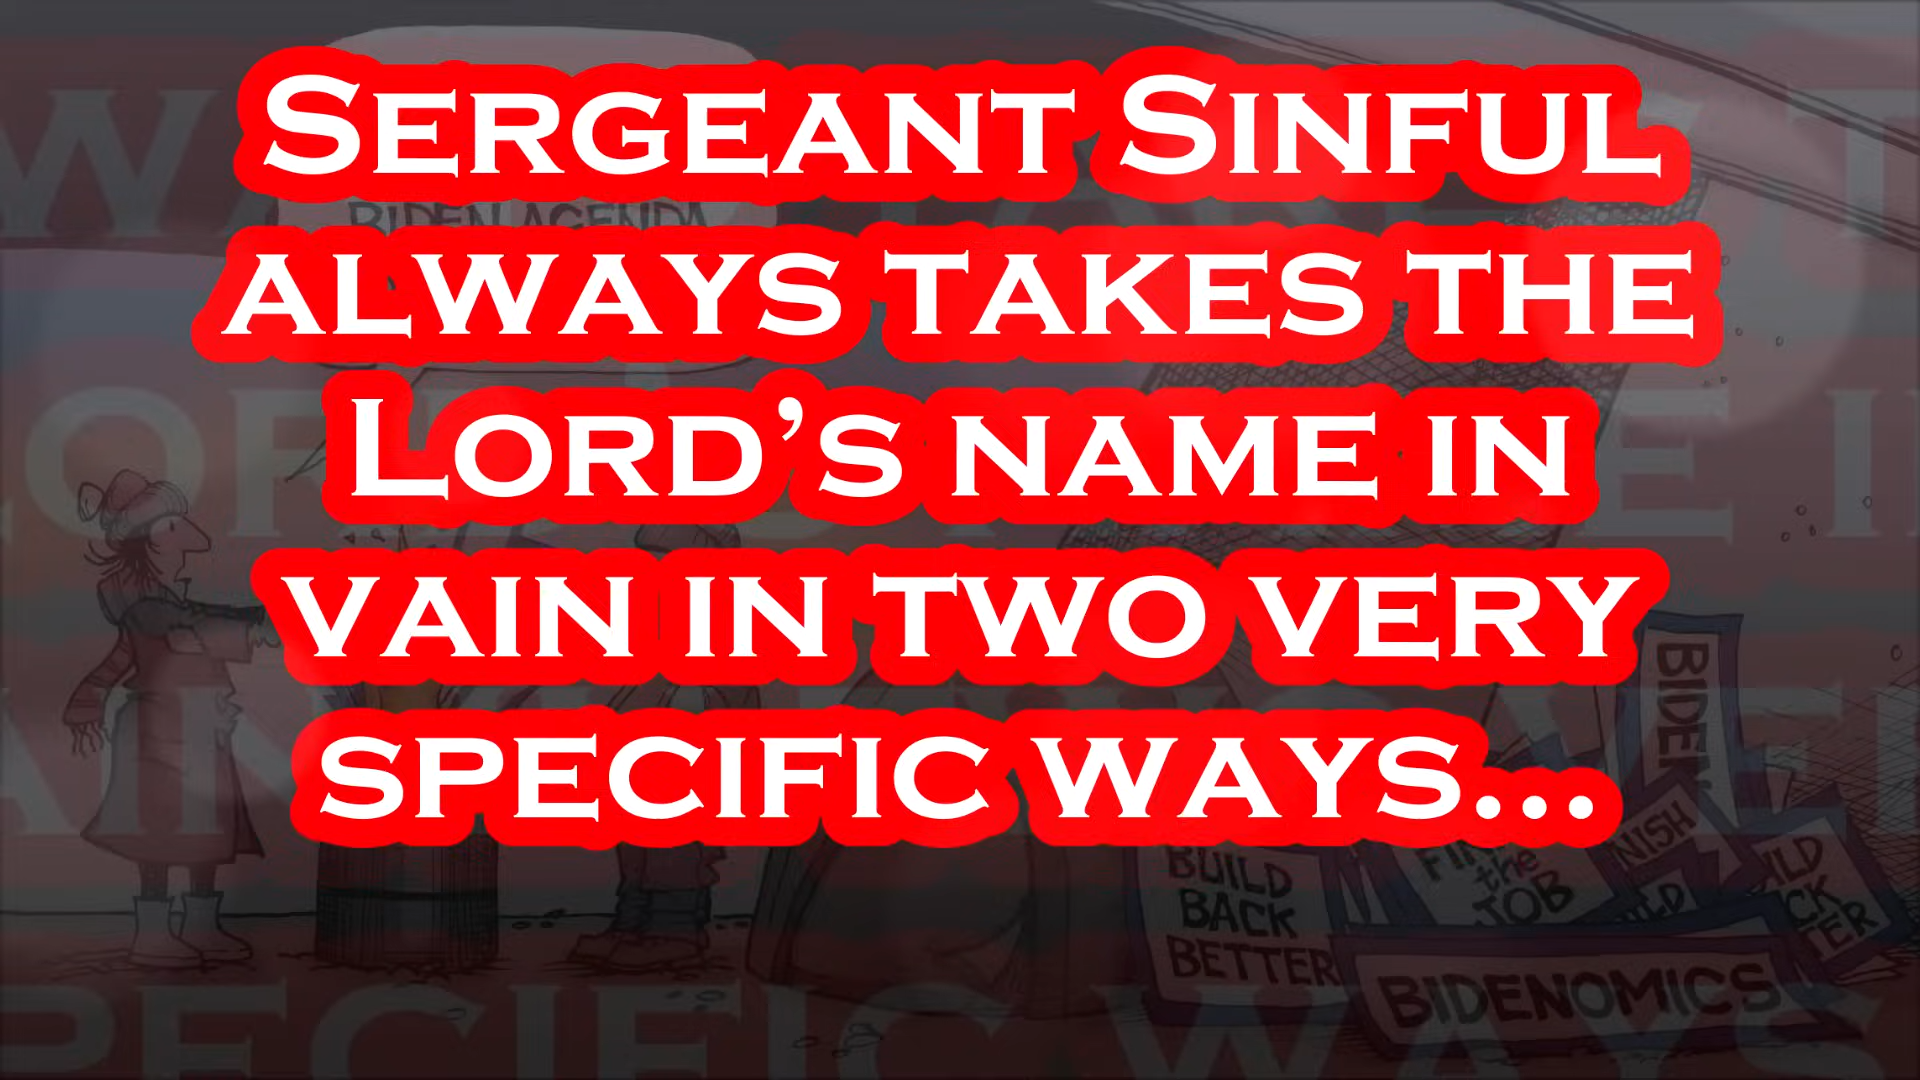 Sergeant Sinful
always takes the
Lord's name in
vain in two very
specific ways...
BIDEN AGENDA
BIDEN
BUILD
BACK
BETTER
the
JOB
BIDENOMICS